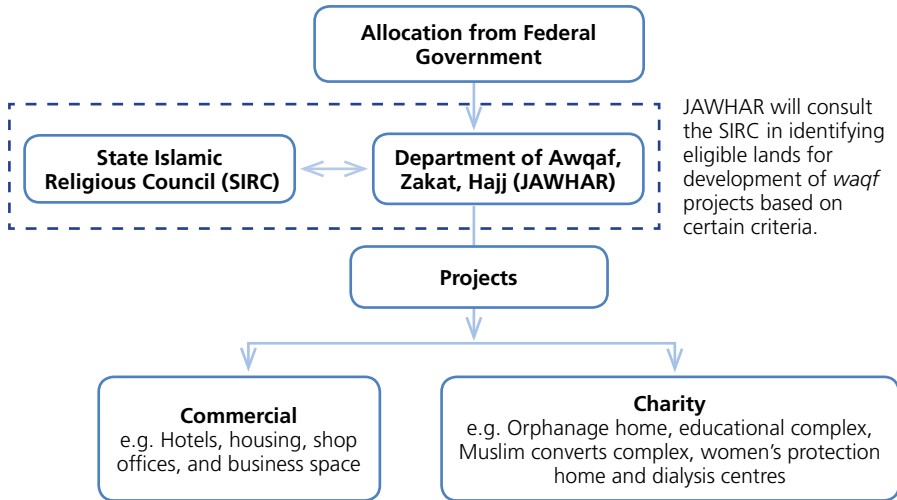 Allocation from Federal
Government
State Islamic
Religious Council (SIRC)
Department of Awqaf,
Zakat, Hajj (JAWHAR)
JAWHAR will consult
the SIRC in identifying
eligible lands for
development of waqf
projects based on
certain criteria.
Projects
Commercial
e.g. Hotels, housing, shop
offices, and business space
Charity
e.g. Orphanage home, educational complex,
Muslim converts complex, women’s protection
home and dialysis centres